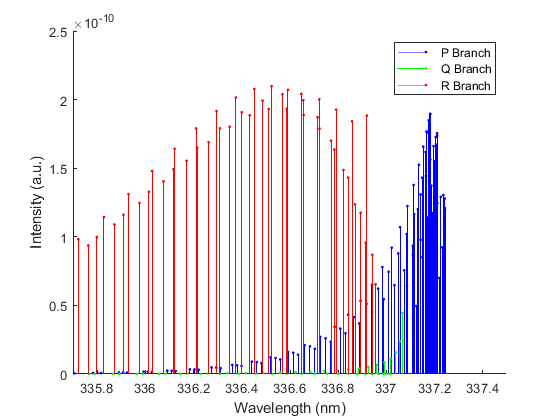 ×10^-10
2.5
2
1.5
1
0.5
0
Intensity (a.u.)
P Branch
Q Branch
R Branch
335.8 336 336.2 336.4 336.6 336.8 337 337.2 337.4
Wavelength (nm)